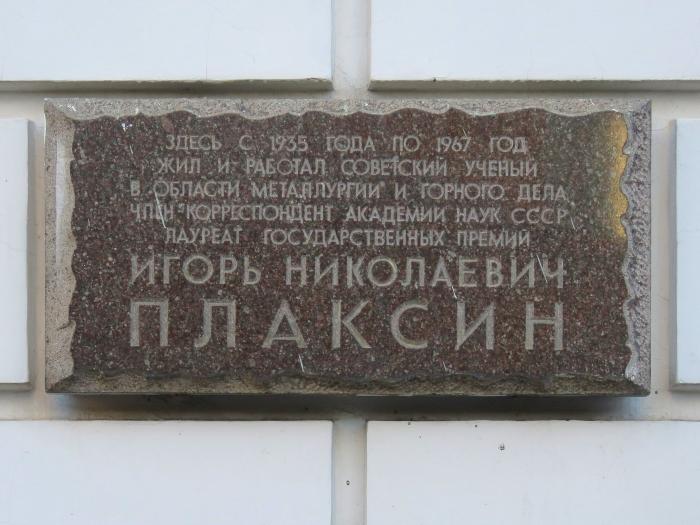 ЗДЕСЬ С 1935 ГОДА ПО 1967 ГОД
ЖИЛ И РАБОТАЛ СОВЕТСКИЙ УЧЕНЫЙ
В ОБЛАСТИ МЕТАЛЛУРГИИ И ГОРНОГО ДЕЛА
ЧЛЕН-КОРРЕСПОНДЕНТ АКАДЕМИИ НАУК СССР
ЛАУРЕАТ ГОСУДАРСТВЕННЫХ ПРЕМИЙ
ИГОРЬ НИКОЛАЕВИЧ
ПЛАКСИН